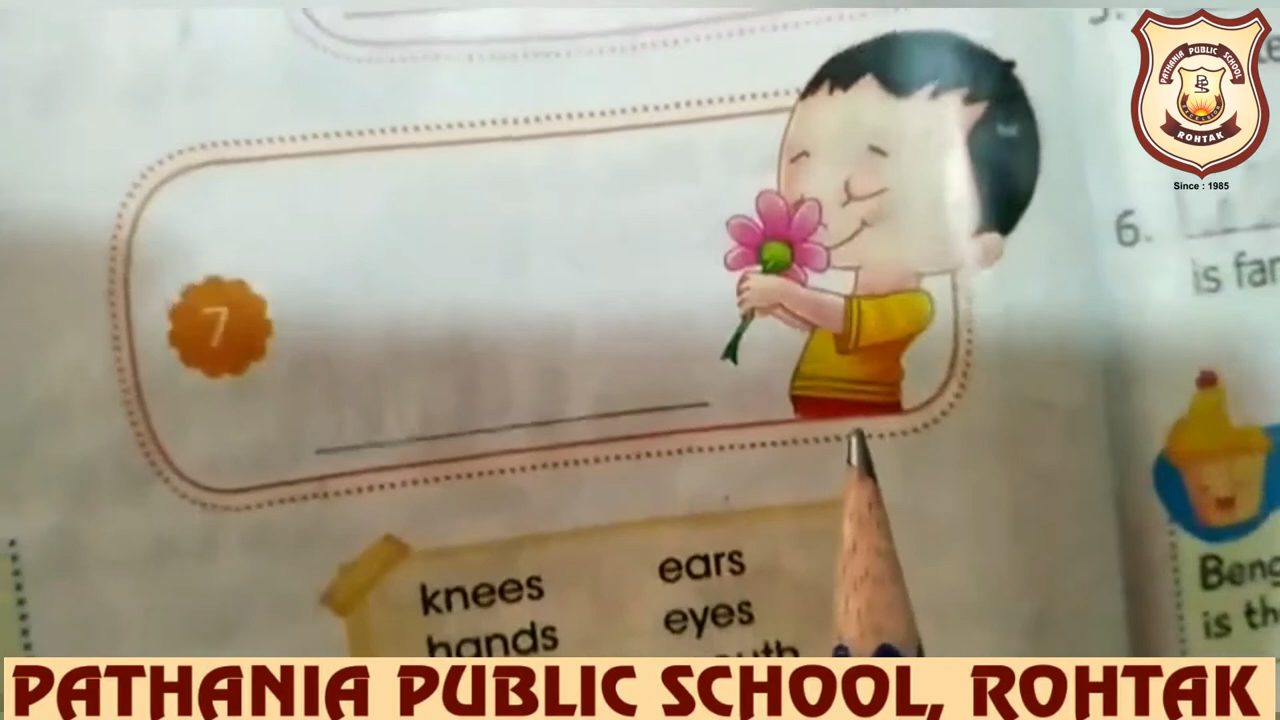 PATHANIA PUBLIC SCHOOL
ROHTAK
Since : 1985
6.
is far
7
knees ears
hands eyes
Beng
is th
PATHANIA PUBLIC SCHOOL, ROHTAK